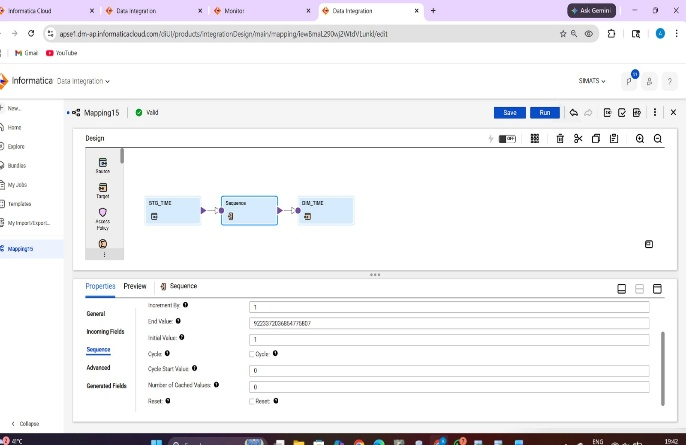 Informatica Cloud
Data Integration
Monitor
Data Integration
Ask Gemini
apse1.dm-ap.informaticacloud.com/diUI/products/integrationDesign/main/mapping/
Gmail
YouTube
Informatica Data Integration
SIMATS
?
New...
Home
Explore
Bundles
My Jobs
Templates
My Import/Export...
Mapping15
Collapse
Mapping15
Valid
Save
Run
Design
OFF
Source
Target
Access
Policy
STG_TIME
Sequence
DIM_TIME
Properties
Preview
Sequence
General
Incoming Fields
Sequence
Advanced
Generated Fields
Increment By:
1
End Value:
9223372036854775807
Initial Value:
1
Cycle:
Cycle:
Cycle Start Value:
0
Number of Cached Values:
0
Reset:
Reset:
ENG
19:42